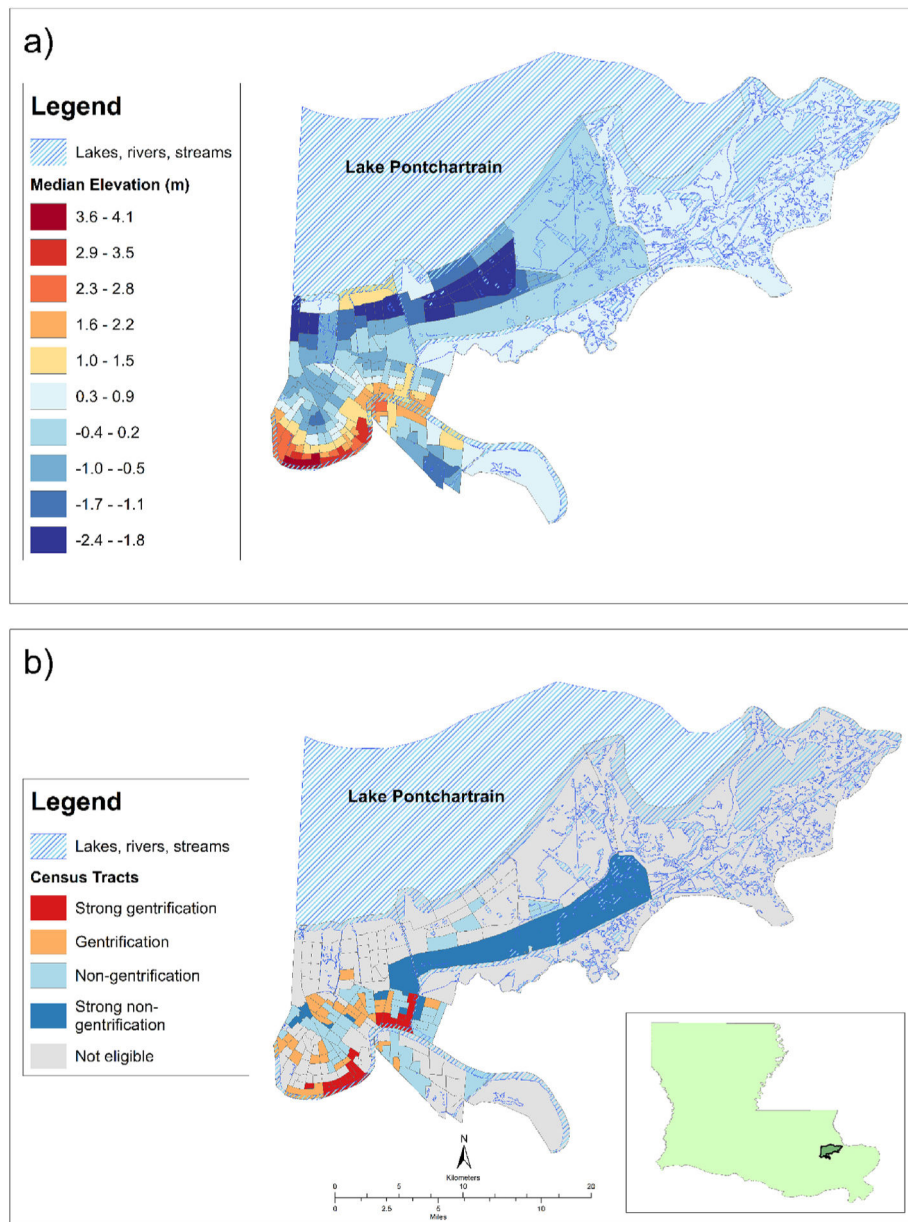 a)
Legend
Lakes, rivers, streams
Median Elevation (m)
3.6 - 4.1
2.9 - 3.5
2.3 - 2.8
1.6 - 2.2
1.0 - 1.5
0.3 - 0.9
-0.4 - 0.2
-1.0 - -0.5
-1.7 - -1.1
-2.4 - -1.8
Lake Pontchartrain
b)
Legend
Lakes, rivers, streams
Census Tracts
Strong gentrification
Gentrification
Non-gentrification
Strong non-
gentrification
Not eligible
Lake Pontchartrain
N
Kilometers
0 5 10 20
0 2.5 5 10
Miles